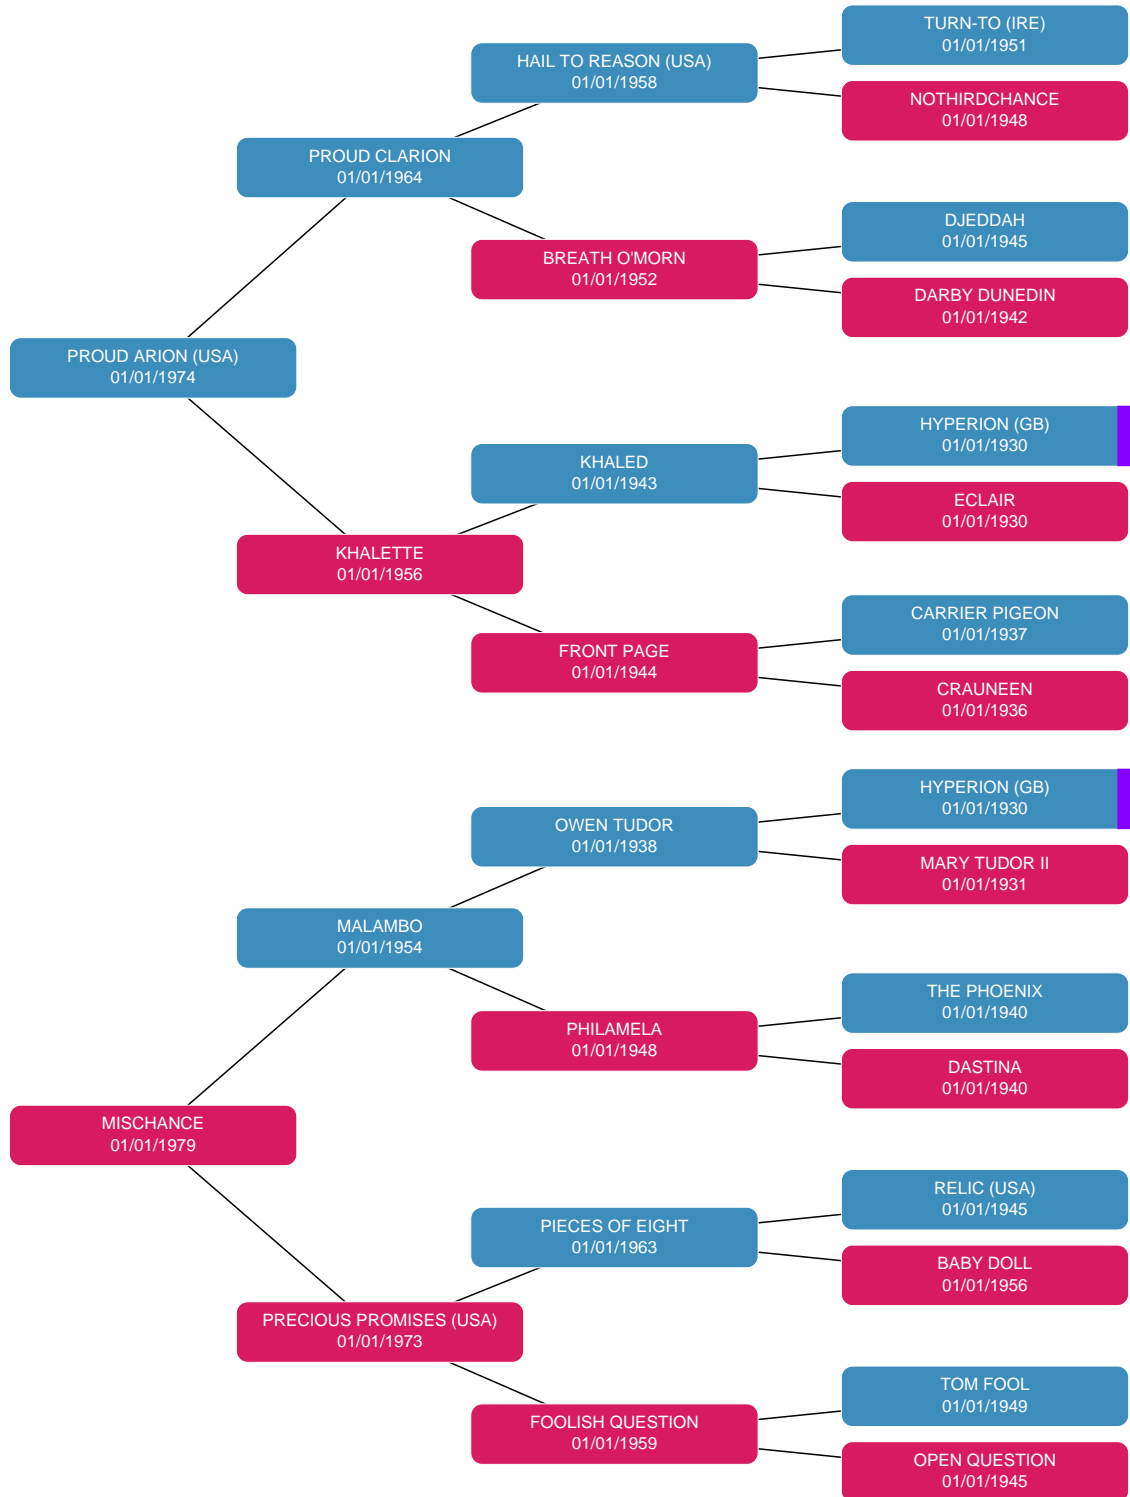 TURN-TO (IRE)
01/01/1951
HAIL TO REASON (USA)
01/01/1958
NOTHIRDCHANCE
01/01/1948
PROUD CLARION
01/01/1964
DJEDDAH
01/01/1945
BREATH O'MORN
01/01/1952
DARBY DUNEDIN
01/01/1942
PROUD ARION (USA)
01/01/1974
HYPERION (GB)
01/01/1930
KHALED
01/01/1943
ECLAIR
01/01/1930
KHALETTE
01/01/1956
CARRIER PIGEON
01/01/1937
FRONT PAGE
01/01/1944
CRAUNEEN
01/01/1936
HYPERION (GB)
01/01/1930
OWEN TUDOR
01/01/1938
MARY TUDOR II
01/01/1931
MALAMBO
01/01/1954
THE PHOENIX
01/01/1940
PHILAMELA
01/01/1948
DASTINA
01/01/1940
MISCHANCE
01/01/1979
RELIC (USA)
01/01/1945
PIECES OF EIGHT
01/01/1963
BABY DOLL
01/01/1956
PRECIOUS PROMISES (USA)
01/01/1973
TOM FOOL
01/01/1949
FOOLISH QUESTION
01/01/1959
OPEN QUESTION
01/01/1945